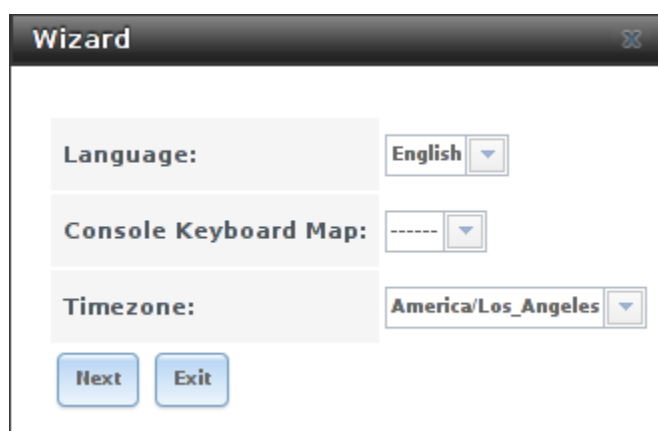 Wizard
Language: English
Console Keyboard Map: ------
Timezone: America/Los_Angeles
Next Exit